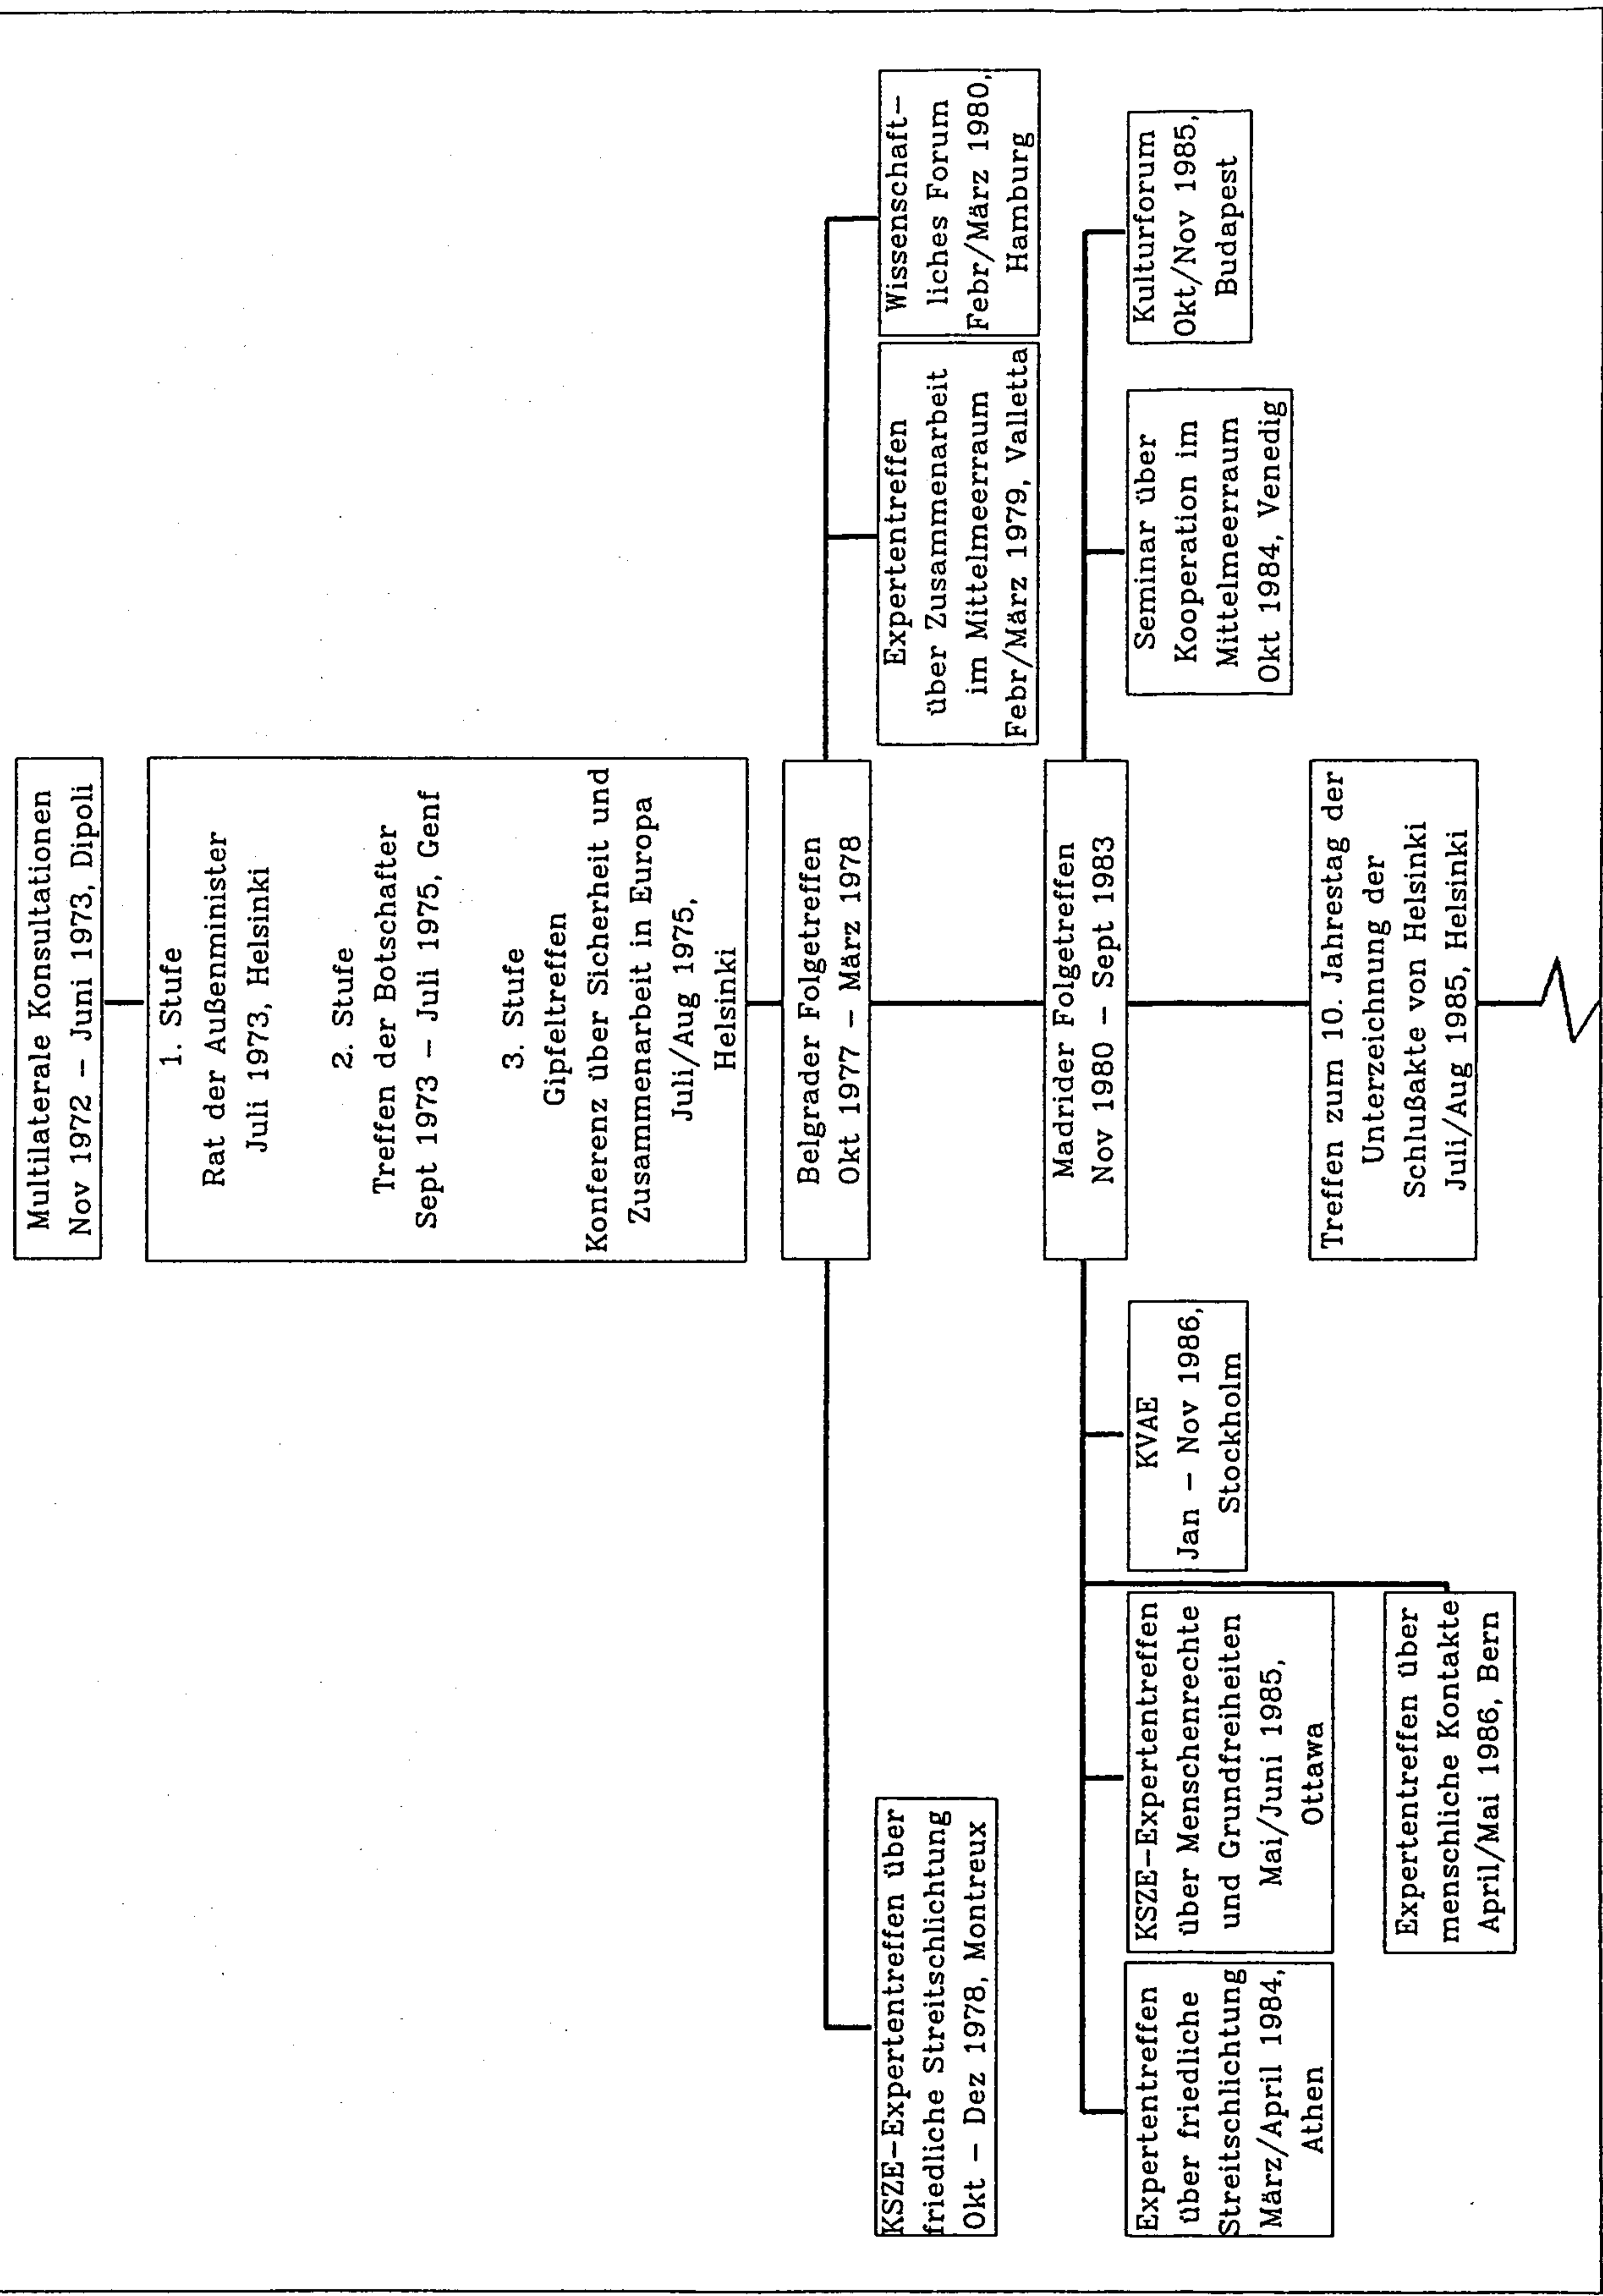 Multilaterale Konsultationen
Nov 1972 – Juni 1973, Dipoli
1. Stufe
Rat der Außenminister
Juli 1973, Helsinki
2. Stufe
Treffen der Botschafter
Sept 1973 – Juli 1975, Genf
3. Stufe
Gipfeltreffen
Konferenz über Sicherheit und
Zusammenarbeit in Europa
Juli/Aug 1975,
Helsinki
Belgrader Folgetreffen
Okt 1977 – März 1978
KSZE–Expertentreffen über
friedliche Streitschlichtung
Okt – Dez 1978, Montreux
Expertentreffen
über Zusammenarbeit
im Mittelmeerraum
Febr/März 1979, Valletta
Wissenschaft–
liches Forum
Febr/März 1980,
Hamburg
Madrider Folgetreffen
Nov 1980 – Sept 1983
Expertentreffen
über friedliche
Streitschlichtung
März/April 1984,
Athen
KSZE–Expertentreffen
über Menschenrechte
und Grundfreiheiten
Mai/Juni 1985,
Ottawa
KVAE
Jan – Nov 1986,
Stockholm
Seminar über
Kooperation im
Mittelmeerraum
Okt 1984, Venedig
Kulturforum
Okt/Nov 1985,
Budapest
Expertentreffen über
menschliche Kontakte
April/Mai 1986, Bern
Treffen zum 10. Jahrestag der
Unterzeichnung der
Schlußakte von Helsinki
Juli/Aug 1985, Helsinki